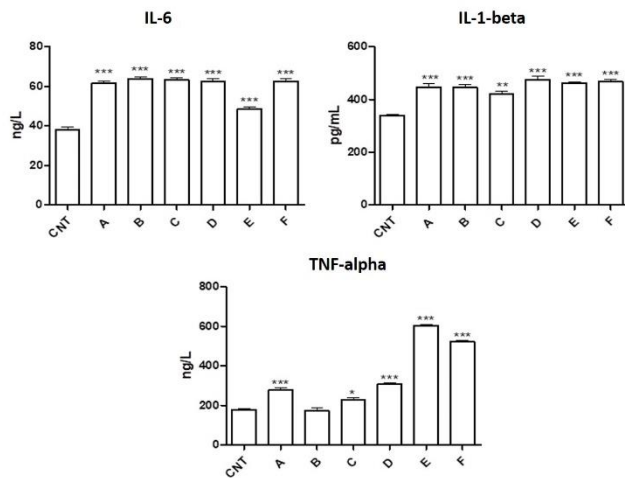 IL-6
80
60
40
20
0
ng/L
*** *** *** *** *** ***
CNT A B C D E F
IL-1-beta
600
400
200
0
pg/mL
*** *** ** *** *** ***
CNT A B C D E F
TNF-alpha
800
600
400
200
0
ng/L
*** * *** *** ***
CNT A B C D E F